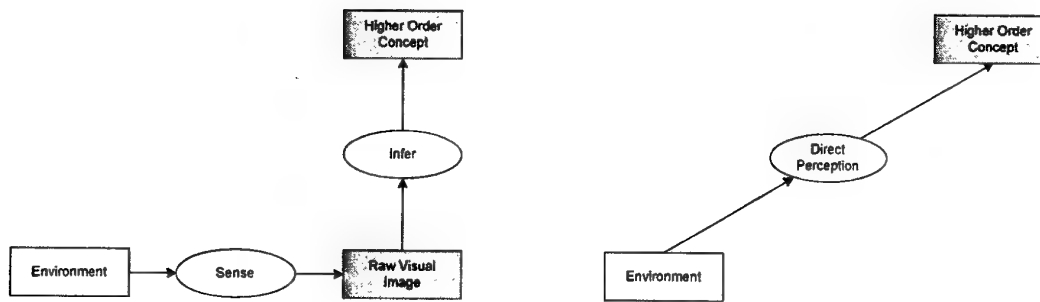 Higher Order
Concept
Infer
Environment
Sense
Raw Visual
Image
Higher Order
Concept
Direct
Perception
Environment